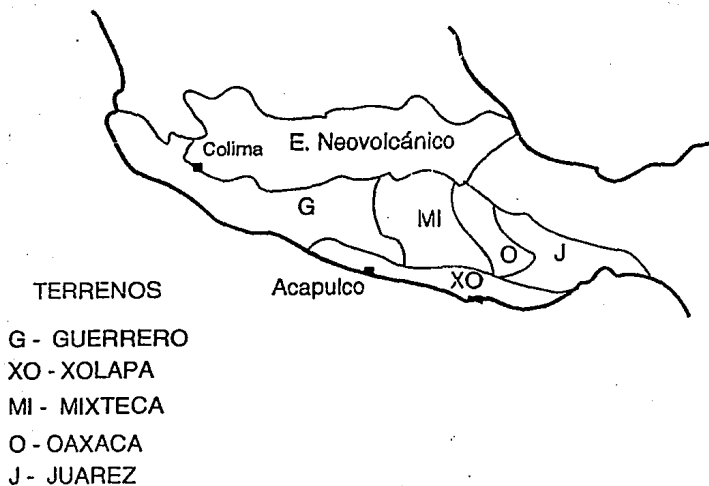 Colima
E. Neovolcánico
G
MI
O
J
XO
Acapulco
TERRENOS
G - GUERRERO
XO - XOLAPA
MI - MIXTECA
O - OAXACA
J - JUAREZ